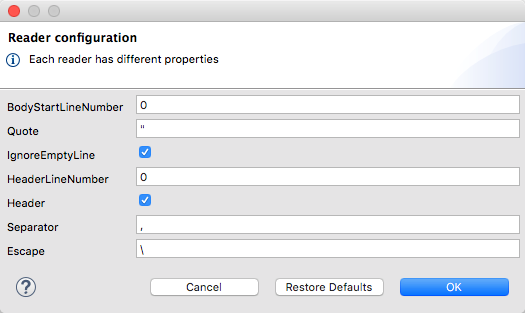 Reader configuration
Each reader has different properties
BodyStartLineNumber 0
Quote "
IgnoreEmptyLine
HeaderLineNumber 0
Header
Separator ,
Escape \
? Cancel Restore Defaults OK